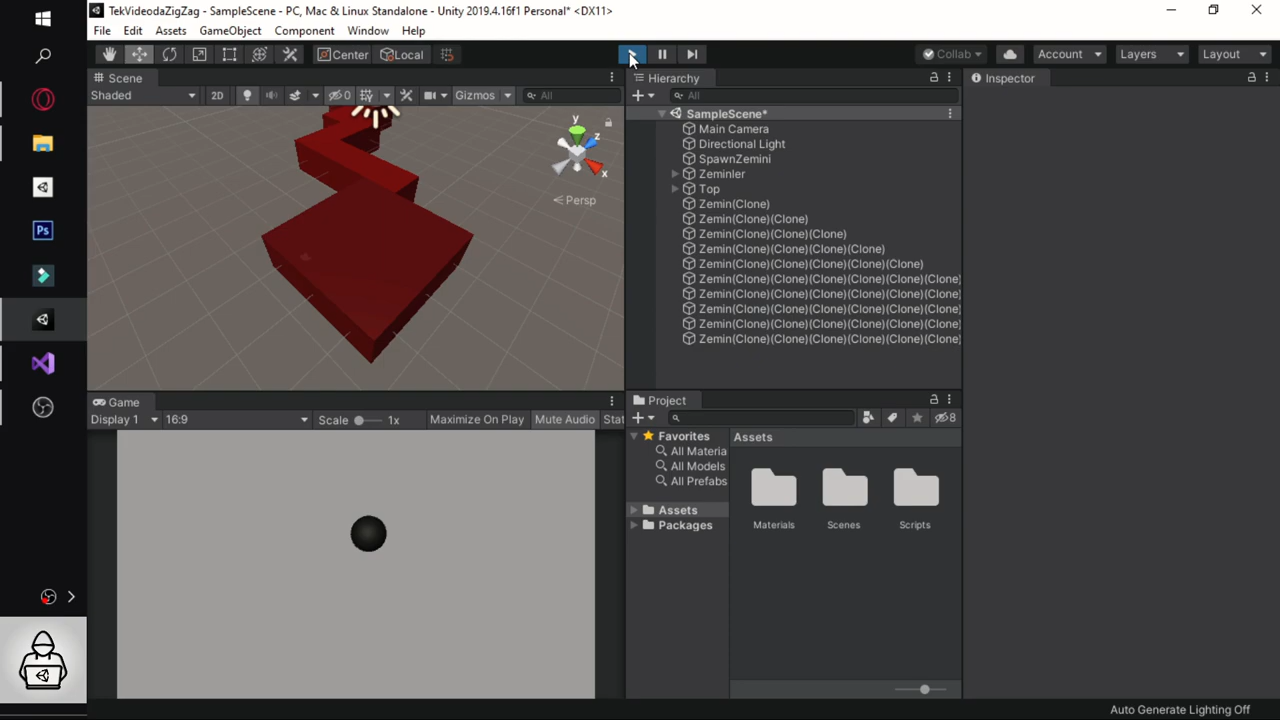 TekVideodaZigZag - SampleScene - PC, Mac & Linux Standalone - Unity 2019.4.16f1 Personal* <DX11>
File Edit Assets GameObject Component Window Help
Center Local Collab Account Layers Layout
Scene
Shaded 2D 0 Gizmos All
y
z
x
Persp
Hierarchy
All
SampleScene*
Main Camera
Directional Light
SpawnZemini
Zeminler
Top
Zemin(Clone)
Zemin(Clone)(Clone)
Zemin(Clone)(Clone)(Clone)
Zemin(Clone)(Clone)(Clone)(Clone)
Zemin(Clone)(Clone)(Clone)(Clone)(Clone)
Zemin(Clone)(Clone)(Clone)(Clone)(Clone)(Clone)
Zemin(Clone)(Clone)(Clone)(Clone)(Clone)(Clone)
Zemin(Clone)(Clone)(Clone)(Clone)(Clone)(Clone)
Zemin(Clone)(Clone)(Clone)(Clone)(Clone)(Clone)
Zemin(Clone)(Clone)(Clone)(Clone)(Clone)(Clone)
Inspector
Game
Display 1 16:9 Scale 1x Maximize On Play Mute Audio Stat
Project
8
Favorites
All Materia
All Models
All Prefabs
Assets
Packages
Assets
Materials Scenes Scripts
Ps
Auto Generate Lighting Off